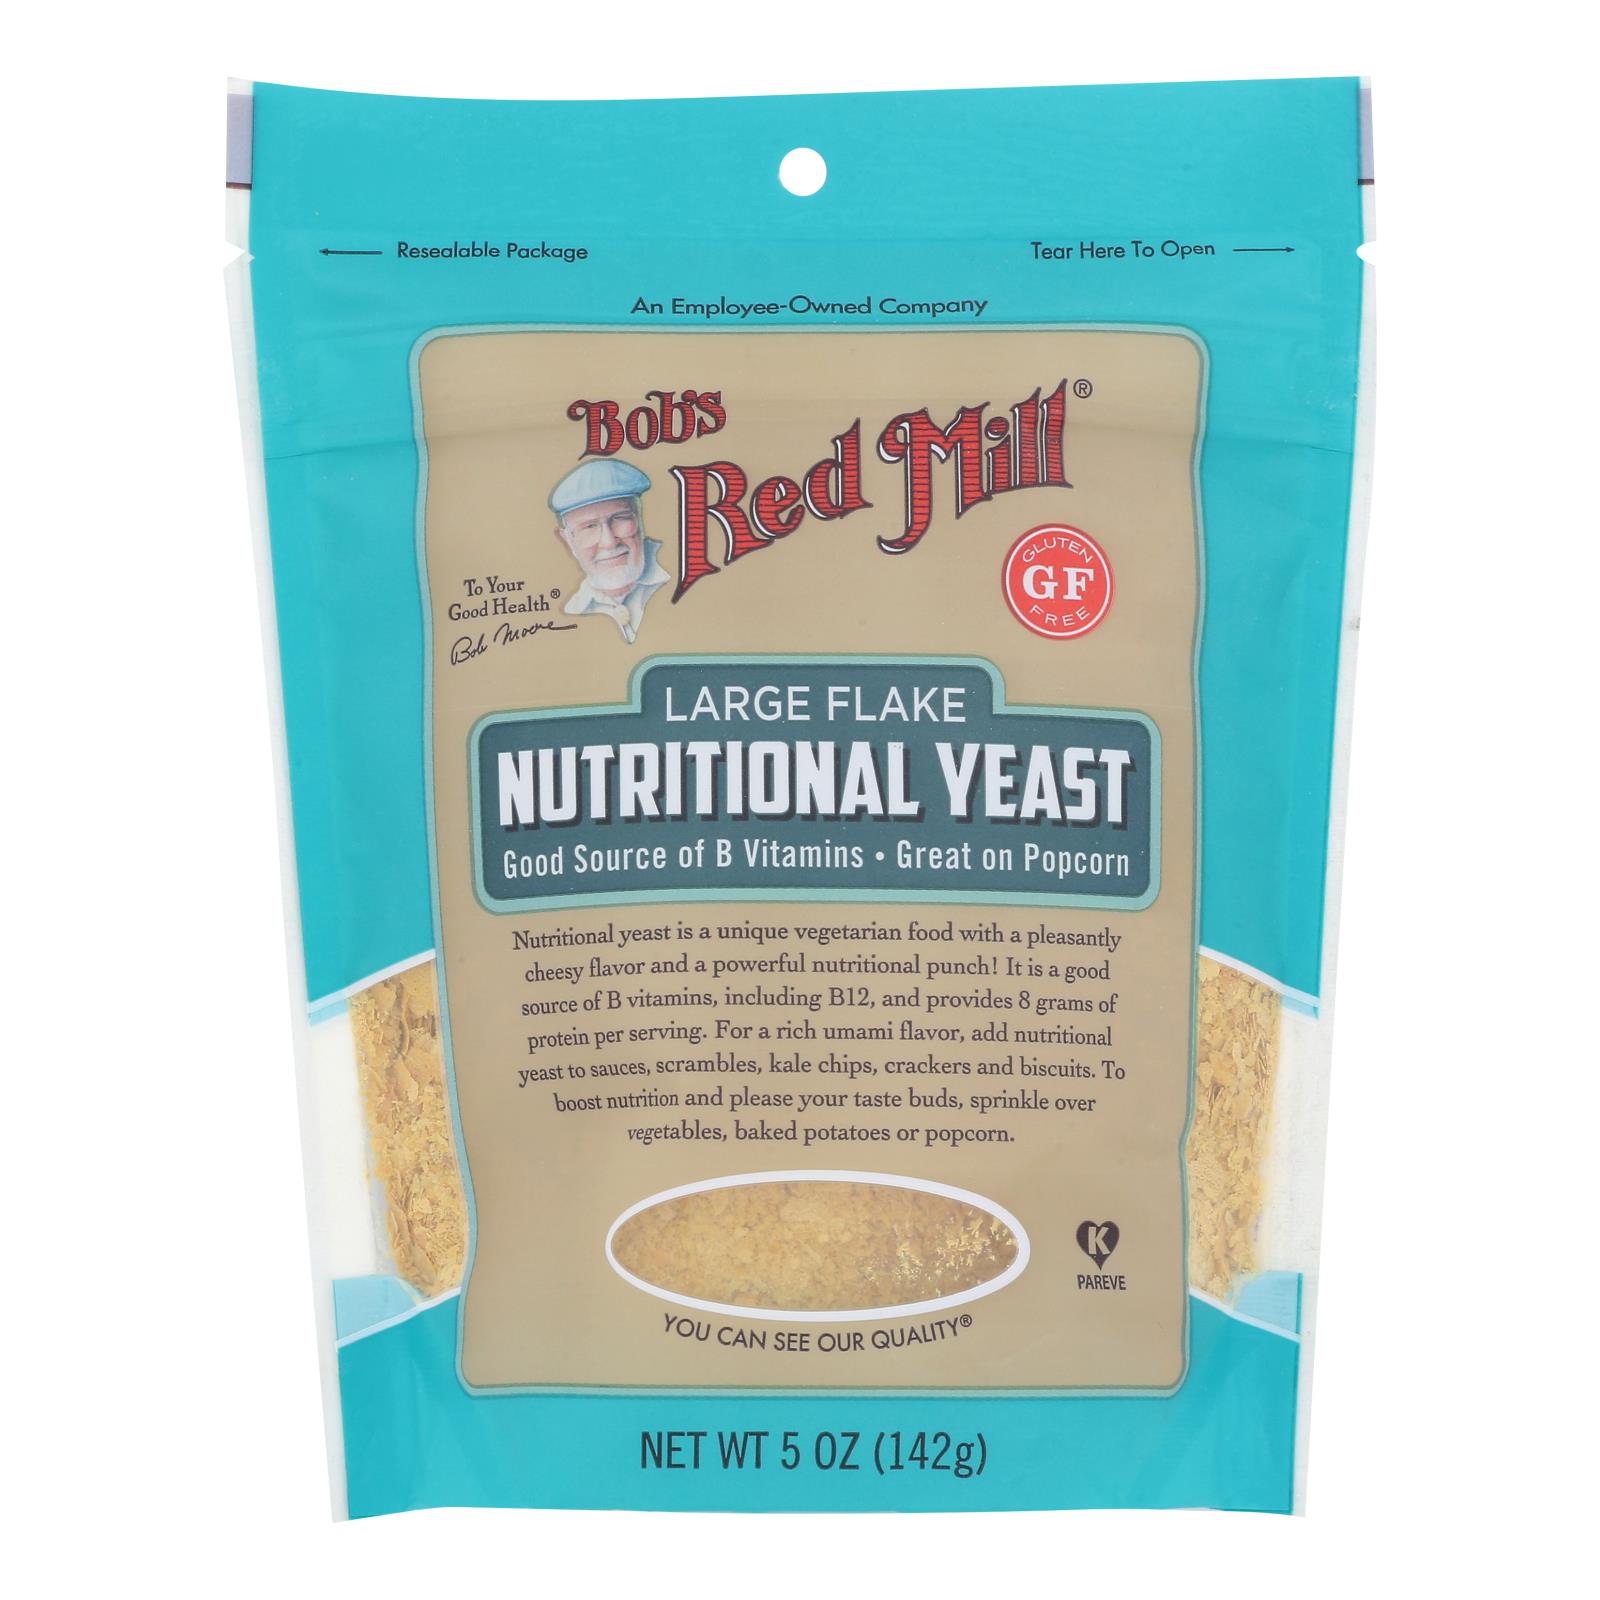 Resealable Package
Tear Here To Open
An Employee-Owned Company
Bob's
Red Mill®
To Your
Good Health®
Bob Moore
GLUTEN
GF
FREE
LARGE FLAKE
NUTRITIONAL YEAST
Good Source of B Vitamins • Great on Popcorn
Nutritional yeast is a unique vegetarian food with a pleasantly
cheesy flavor and a powerful nutritional punch! It is a good
source of B vitamins, including B12, and provides 8 grams of
protein per serving. For a rich umami flavor, add nutritional
yeast to sauces, scrambles, kale chips, crackers and biscuits. To
boost nutrition and please your taste buds, sprinkle over
vegetables, baked potatoes or popcorn.
K
PAREVE
YOU CAN SEE OUR QUALITY®
NET WT 5 OZ (142g)